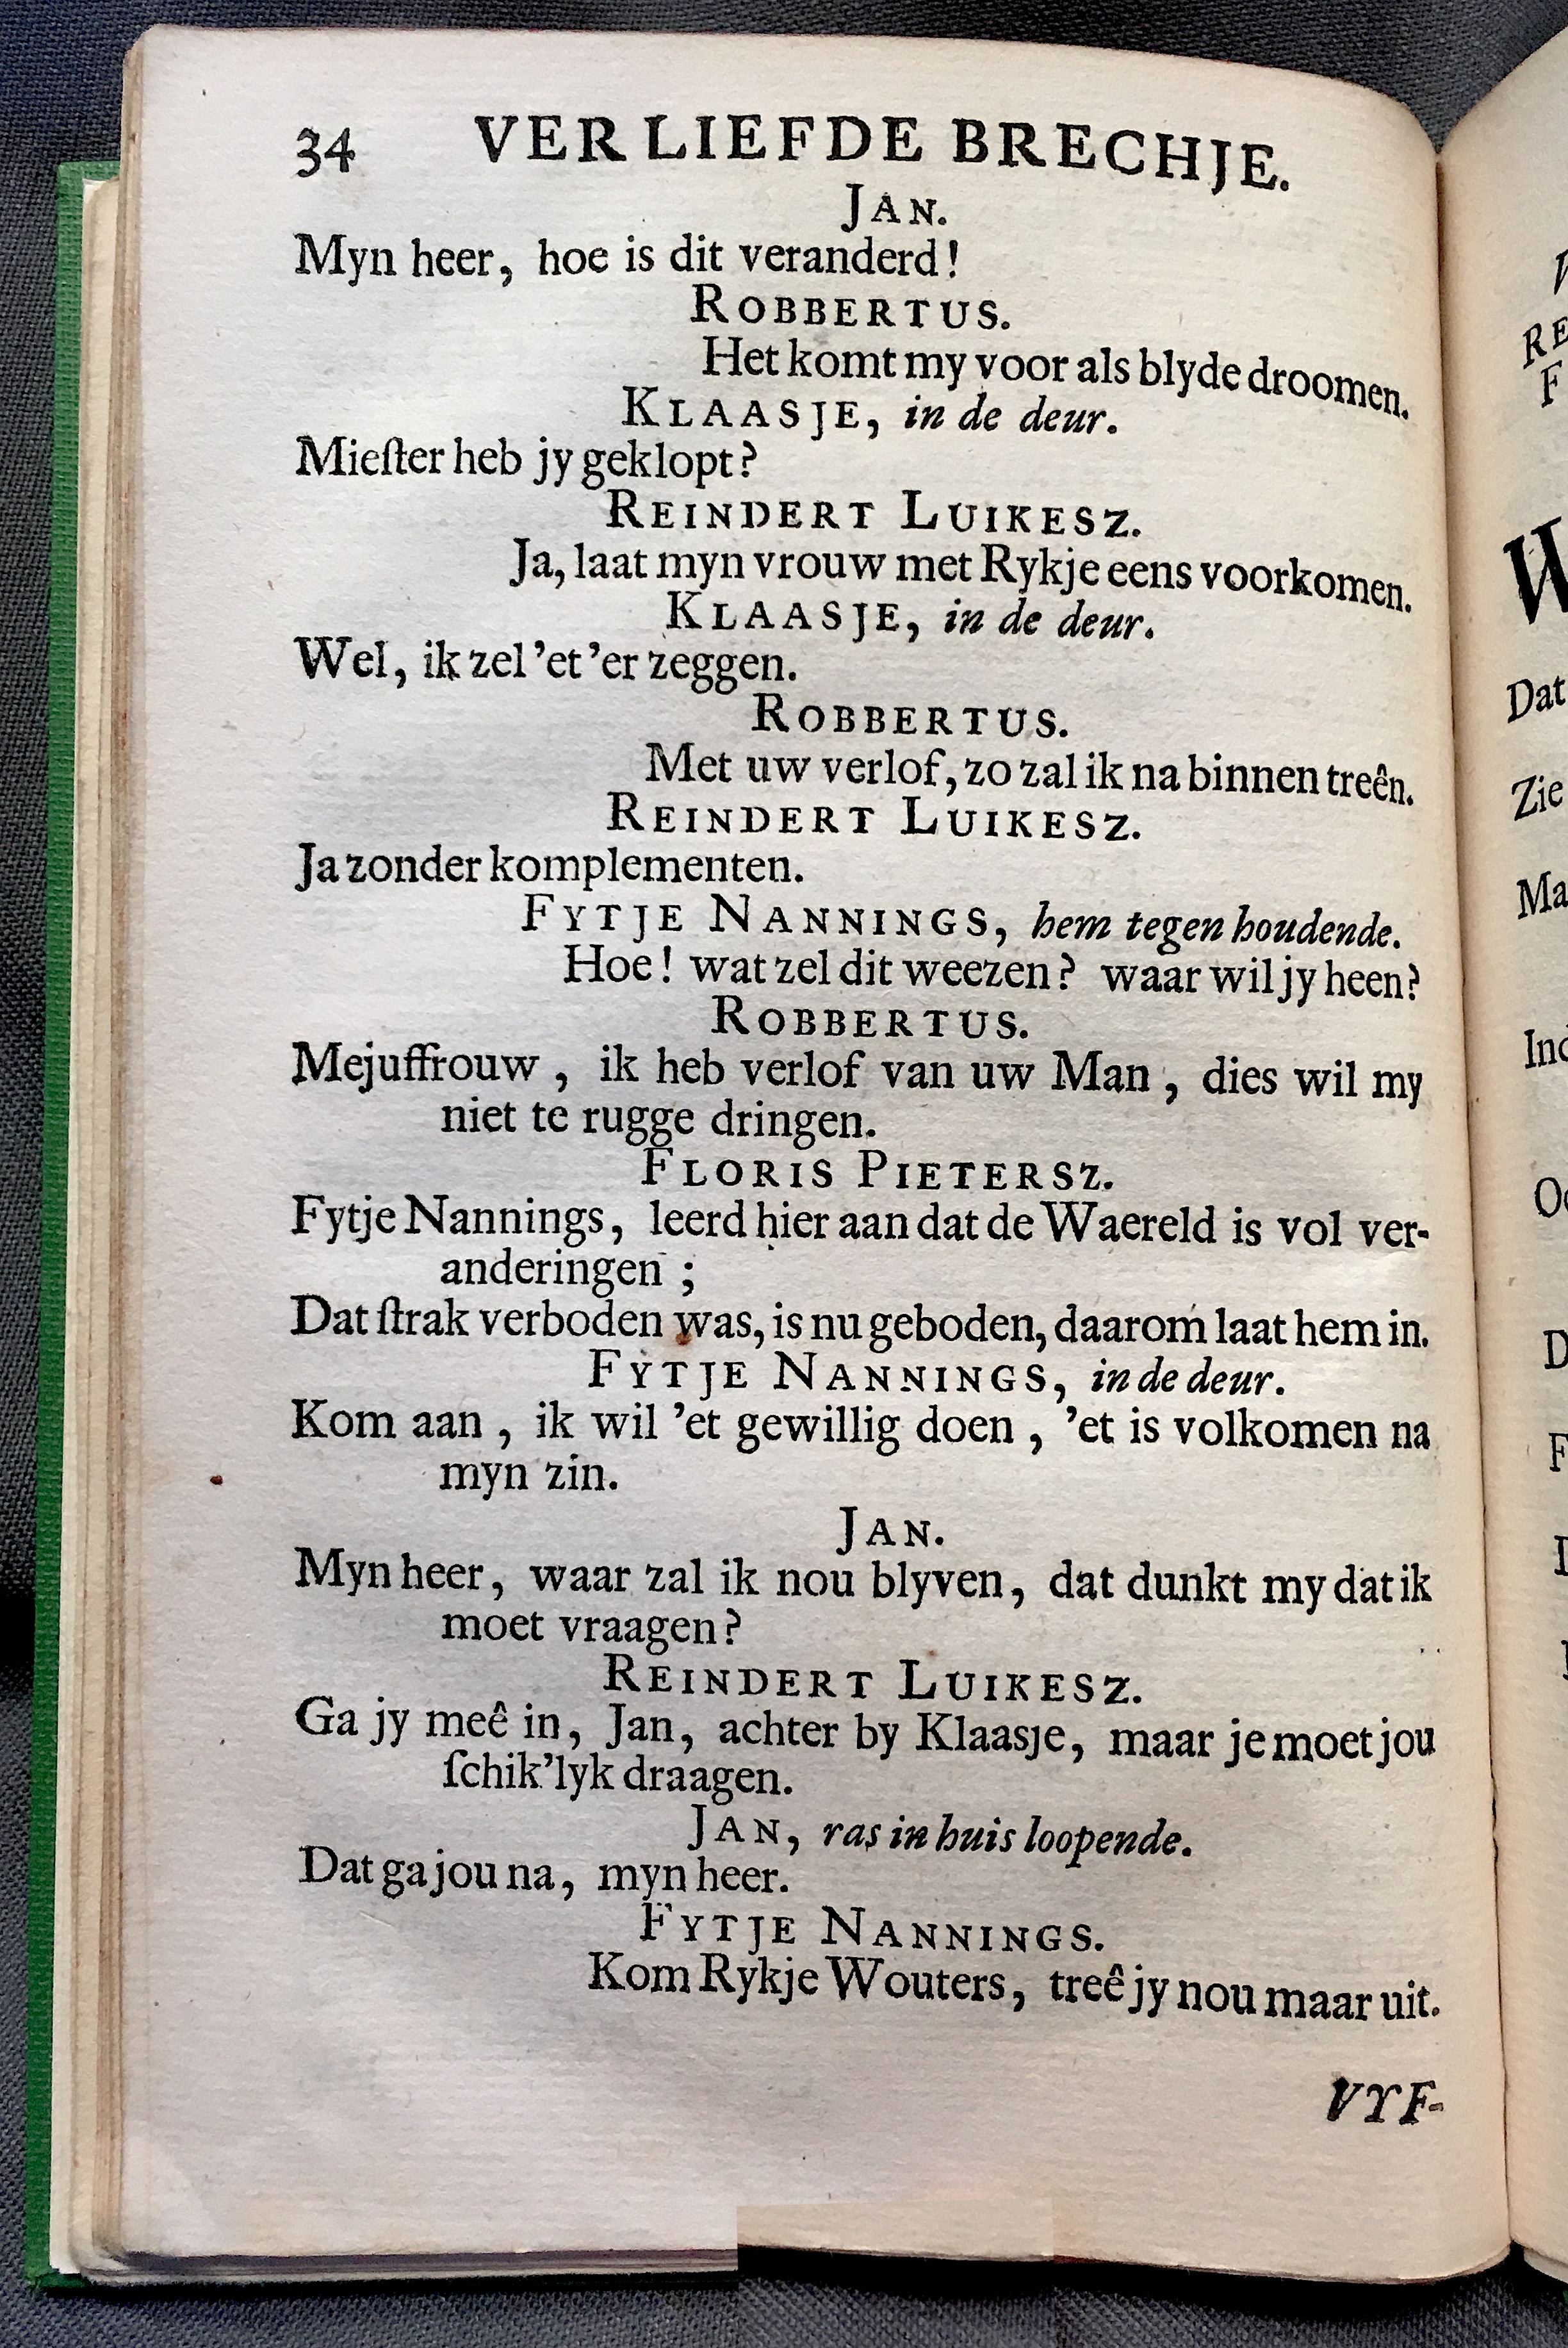 34 VERLIEFDE BRECHJE.
JAN.
Myn heer, hoe is dit veranderd!
ROBBERTUS.
Het komt my voor als blyde droomen.
KLAASJE, in de deur.
Mieſter heb jy geklopt?
REINDERT LUIKESZ.
Ja, laat myn vrouw met Rykje eens voorkomen.
KLAASJE, in de deur.
Wel, ik zel ’et ’er zeggen.
ROBBERTUS.
Met uw verlof, zo zal ik na binnen treên.
REINDERT LUIKESZ.
Ja zonder komplementen.
FYTJE NANNINGS, hem tegen houdende.
Hoe! wat zel dit weezen? waar wil jy heen?
ROBBERTUS.
Mejuffrouw, ik heb verlof van uw Man, dies wil my
niet te rugge dringen.
FLORIS PIETERSZ.
Fytje Nannings, leerd hier aan dat de Waereld is vol ver-
anderingen;
Dat ſtrak verboden was, is nu geboden, daarom laat hem in.
FYTJE NANNINGS, in de deur.
Kom aan, ik wil ’et gewillig doen, ’et is volkomen na
myn zin.
JAN.
Myn heer, waar zal ik nou blyven, dat dunkt my dat ik
moet vraagen?
REINDERT LUIKESZ.
Ga jy meê in, Jan, achter by Klaasje, maar je moet jou
ſchik’lyk draagen.
JAN, ras in huis loopende.
Dat ga jou na, myn heer.
FYTJE NANNINGS.
Kom Rykje Wouters, treê jy nou maar uit.
VYF-
RE
F
W
Dat
Zie
Ma